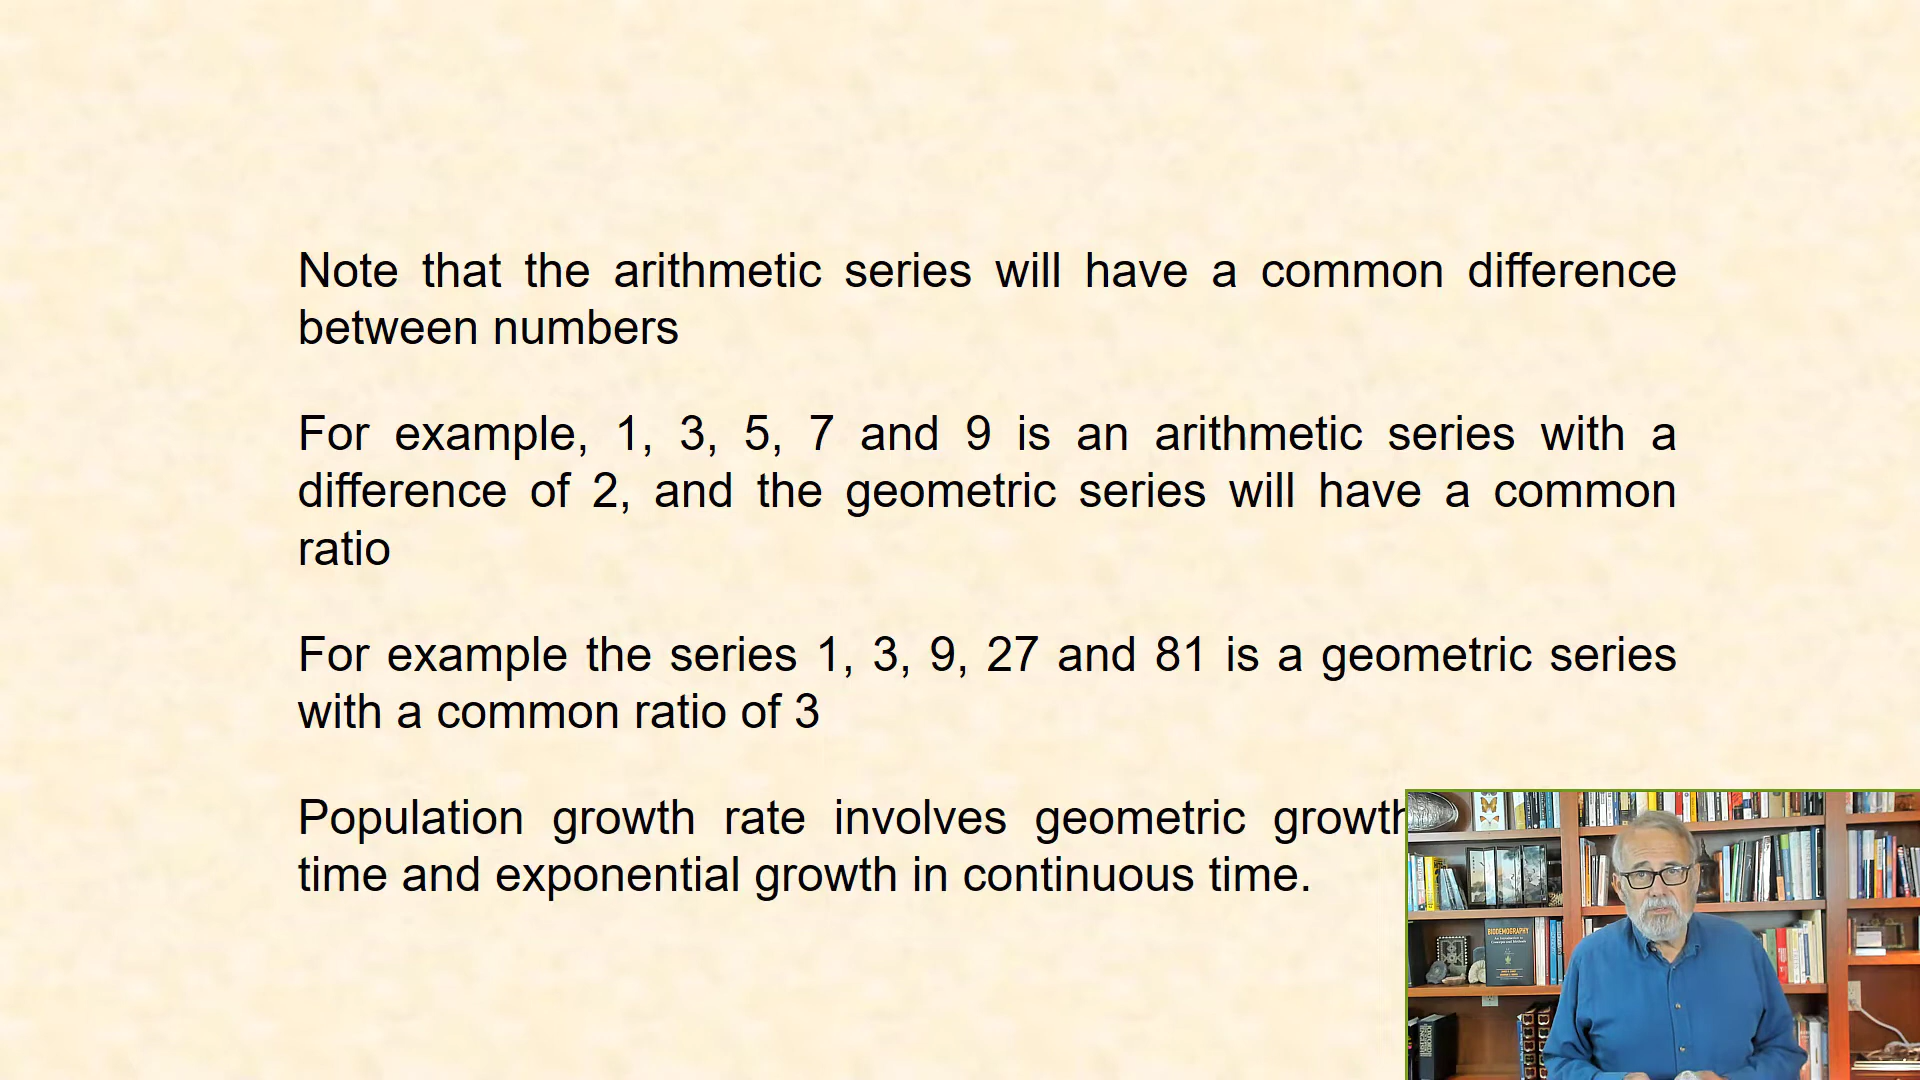 Note that the arithmetic series will have a common difference
between numbers
For example, 1, 3, 5, 7 and 9 is an arithmetic series with a
difference of 2, and the geometric series will have a common
ratio
For example the series 1, 3, 9, 27 and 81 is a geometric series
with a common ratio of 3
Population growth rate involves geometric growth
time and exponential growth in continuous time.
BIODEMOGRAPHY